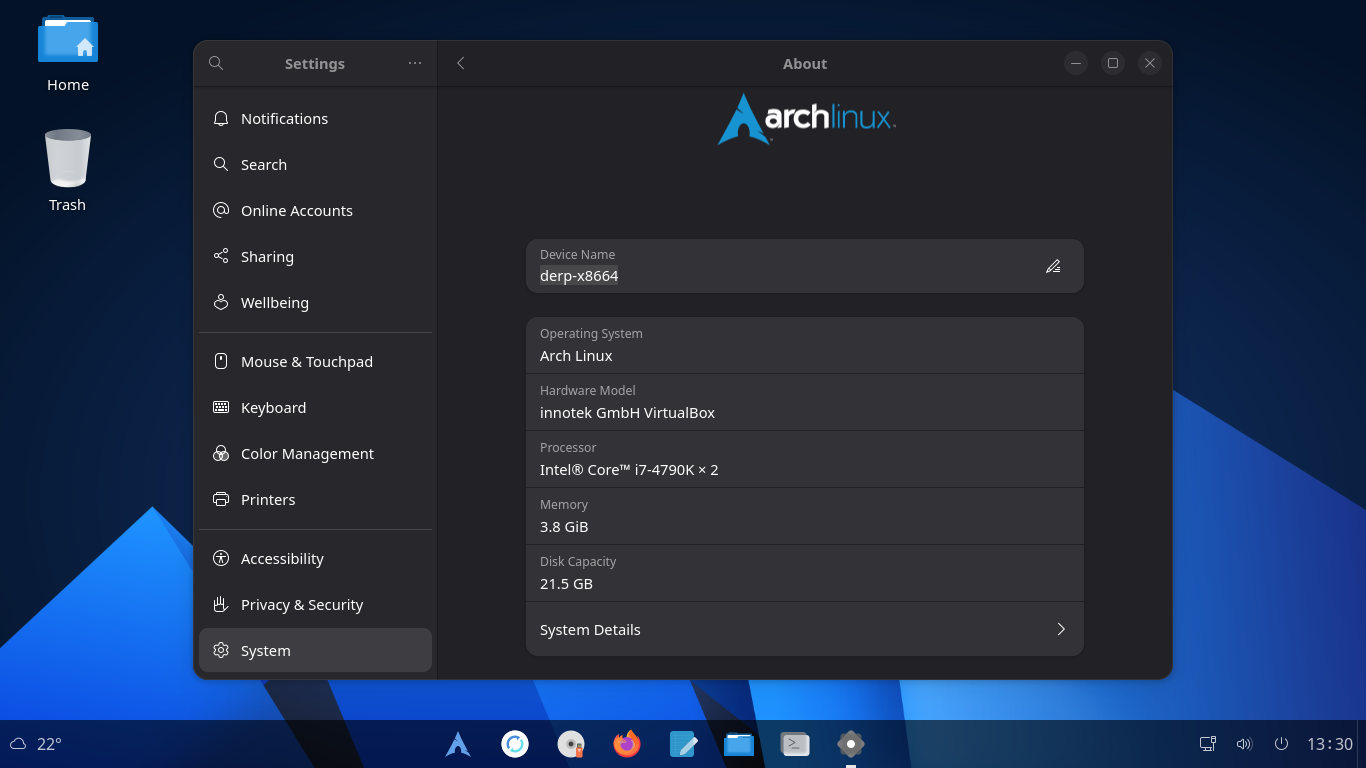 Home
Trash
Settings
About
Notifications
Search
Online Accounts
Sharing
Wellbeing
Mouse & Touchpad
Keyboard
Color Management
Printers
Accessibility
Privacy & Security
System
archlinux
Device Name
derp-x8664
Operating System
Arch Linux
Hardware Model
innotek GmbH VirtualBox
Processor
Intel® Core™ i7-4790K × 2
Memory
3.8 GiB
Disk Capacity
21.5 GB
System Details
22°
13:30